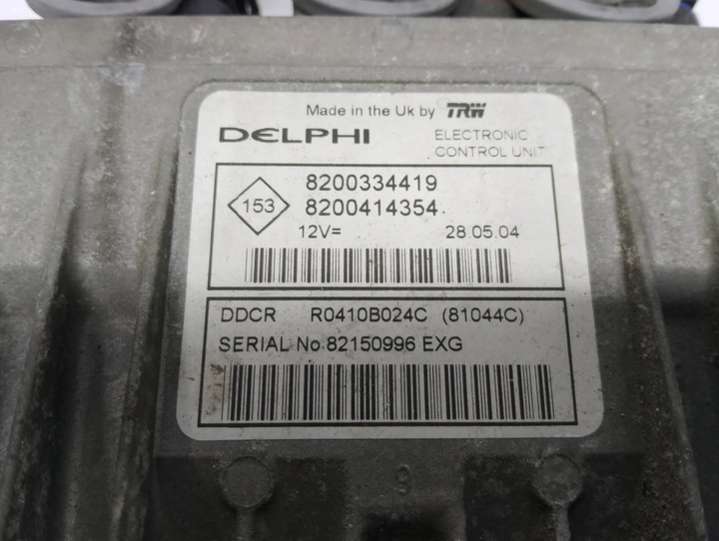 Made in the Uk by TRW
DELPHI ELECTRONIC
CONTROL UNIT
153
8200334419
8200414354
12V= 28.05.04
DDCR R0410B024C (81044C)
SERIAL No.82150996 EXG